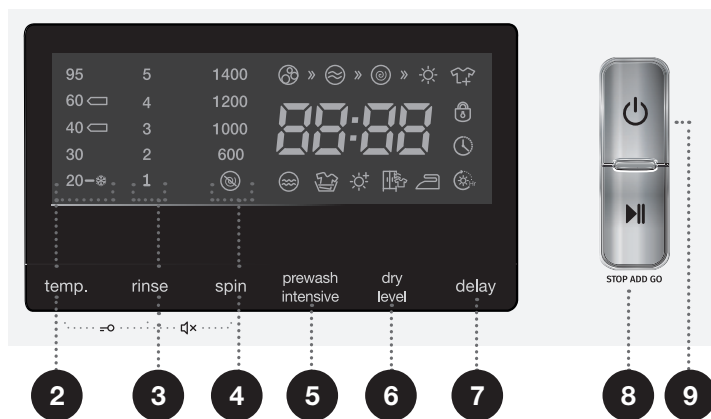 95 5 1400
60 4 1200
88:88
40 3 1000
30 2 600
20- 1
temp. rinse spin prewash intensive dry level delay
STOP ADD GO
2 3 4 5 6 7 8 9